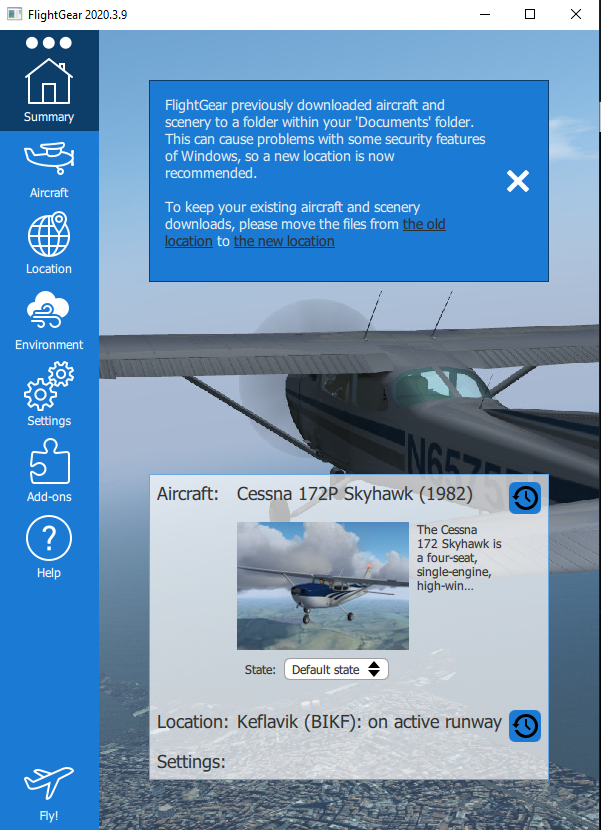 FlightGear 2020.3.9
Summary
Aircraft
Location
Environment
Settings
Add-ons
Help
Fly!
FlightGear previously downloaded aircraft and
scenery to a folder within your 'Documents' folder.
This can cause problems with some security features
of Windows, so a new location is now
recommended.
To keep your existing aircraft and scenery
downloads, please move the files from the old
location to the new location
Aircraft: Cessna 172P Skyhawk (1982)
The Cessna
172 Skyhawk is
a four-seat,
single-engine,
high-win...
State: Default state
Location: Keflavik (BIKF): on active runway
Settings: